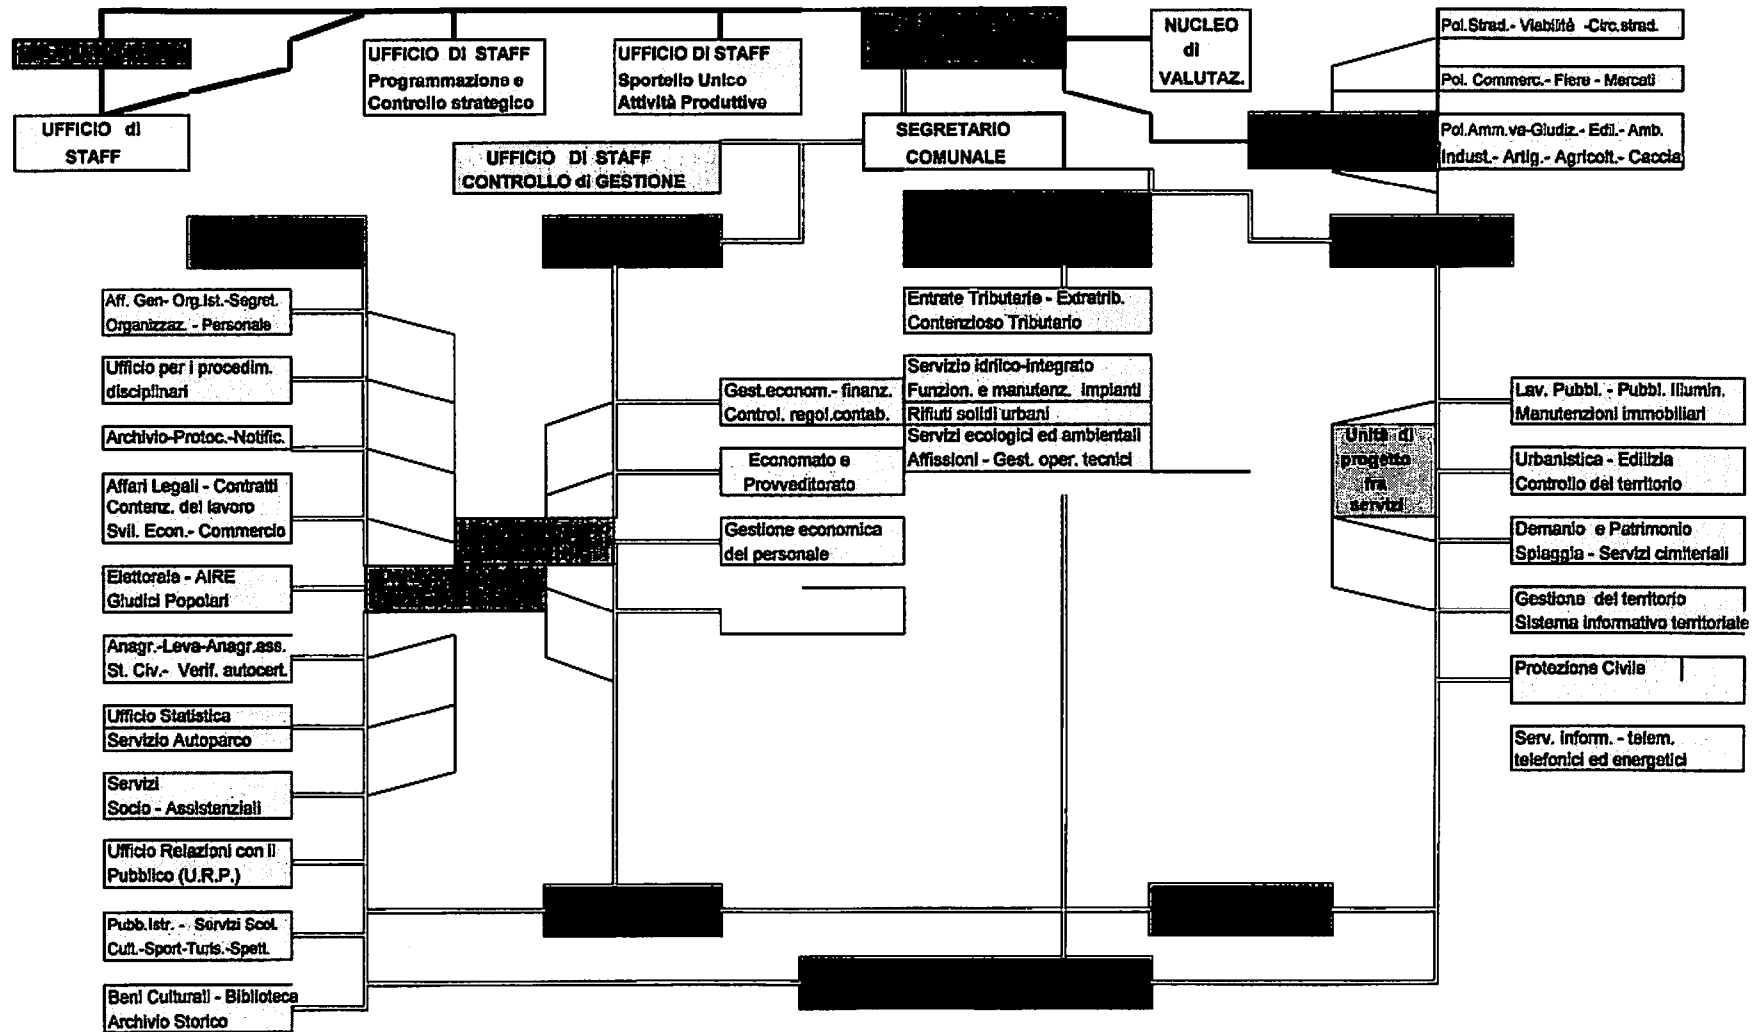 UFFICIO DI STAFF
Programmazione e
Controllo strategico
UFFICIO DI STAFF
Sportello Unico
Attività Produttive
NUCLEO
di
VALUTAZ.
Pol.Strad.- Viabilità -Circ.strad.
Pol. Commerc.- Fiere - Mercati
Pol.Amm.va-Giudiz.- Edil.- Amb.
Indust.- Artig.- Agricolt.- Caccia
UFFICIO di
STAFF
UFFICIO DI STAFF
CONTROLLO di GESTIONE
SEGRETARIO
COMUNALE
Aff. Gen- Org.Ist.-Segret.
Organizzaz. - Personale
Ufficio per i procedim.
disciplinari
Archivio-Protoc.-Notific.
Affari Legali - Contratti
Contenz. del lavoro
Svil. Econ.- Commercio
Elettorale - AIRE
Giudici Popolari
Anagr.-Leva-Anagr.ass.
St. Civ.- Verif. autocert.
Ufficio Statistica
Servizio Autoparco
Servizi
Socio - Assistenziali
Ufficio Relazioni con il
Pubblico (U.R.P.)
Pubb.Istr. - Servizi Scol.
Cult.-Sport-Turis.-Spett.
Beni Culturali - Biblioteca
Archivio Storico
Gest.econom.- finanz.
Control. regol.contab.
Economato e
Provveditorato
Gestione economica
del personale
Entrate Tributarie - Extratrib.
Contenzioso Tributario
Servizio idrico-integrato
Funzion. e manutenz. impianti
Rifiuti solidi urbani
Servizi ecologici ed ambientali
Affissioni - Gest. oper. tecnici
Unità di
progetto
fra
servizi
Lav. Pubbl. - Pubbl. Illumin.
Manutenzioni immobiliari
Urbanistica - Edilizia
Controllo del territorio
Demanio e Patrimonio
Spiaggia - Servizi cimiteriali
Gestione del territorio
Sistema informativo territoriale
Protezione Civile
Serv. inform. - telem.
telefonici ed energetici